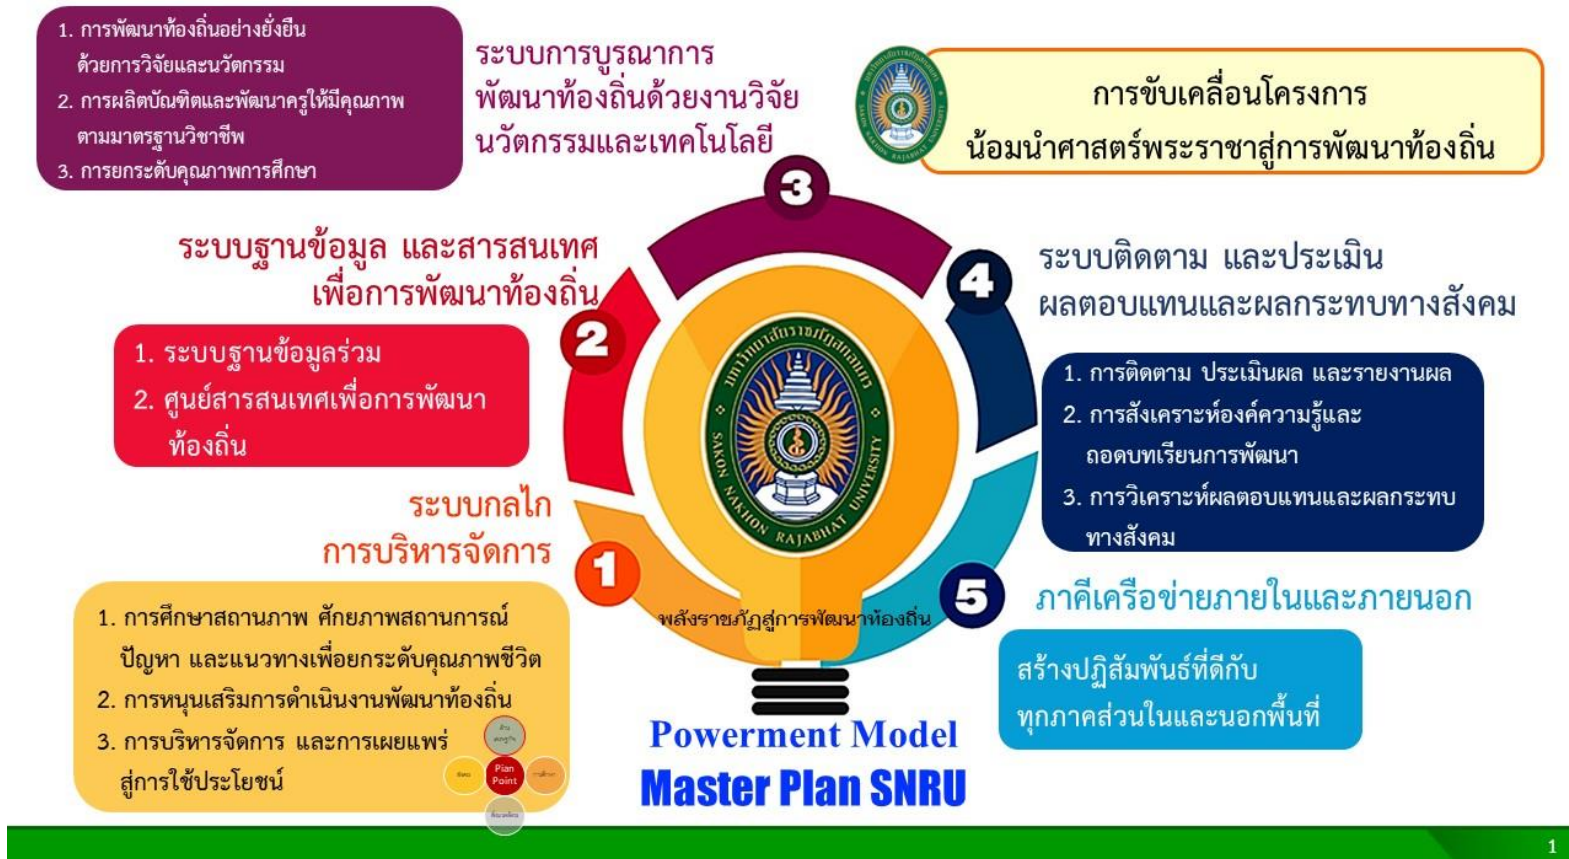 การขับเคลื่อนโครงการ
น้อมนำศาสตร์พระราชาสู่การพัฒนาท้องถิ่น
1
ระบบกลไก
การบริหารจัดการ
1. การศึกษาสถานภาพ ศักยภาพสถานการณ์
ปัญหา และแนวทางเพื่อยกระดับคุณภาพชีวิต
2. การหนุนเสริมการดำเนินงานพัฒนาท้องถิ่น
3. การบริหารจัดการ และการเผยแพร่
สู่การใช้ประโยชน์
Pian
Point
2
ระบบฐานข้อมูล และสารสนเทศ
เพื่อการพัฒนาท้องถิ่น
1. ระบบฐานข้อมูลร่วม
2. ศูนย์สารสนเทศเพื่อการพัฒนา
ท้องถิ่น
3
ระบบการบูรณาการ
พัฒนาท้องถิ่นด้วยงานวิจัย
นวัตกรรมและเทคโนโลยี
1. การพัฒนาท้องถิ่นอย่างยั่งยืน
ด้วยการวิจัยและนวัตกรรม
2. การผลิตบัณฑิตและพัฒนาครูให้มีคุณภาพ
ตามมาตรฐานวิชาชีพ
3. การยกระดับคุณภาพการศึกษา
4
ระบบติดตาม และประเมิน
ผลตอบแทนและผลกระทบทางสังคม
1. การติดตาม ประเมินผล และรายงานผล
2. การสังเคราะห์องค์ความรู้และ
ถอดบทเรียนการพัฒนา
3. การวิเคราะห์ผลตอบแทนและผลกระทบ
ทางสังคม
5
ภาคีเครือข่ายภายในและภายนอก
สร้างปฏิสัมพันธ์ที่ดีกับ
ทุกภาคส่วนในและนอกพื้นที่
มหาวิทยาลัยราชภัฏสกลนคร
SAKON NAKHON RAJABHAT UNIVERSITY
พลังราชภัฏสู่การพัฒนาท้องถิ่น
Powerment Model
Master Plan SNRU
1